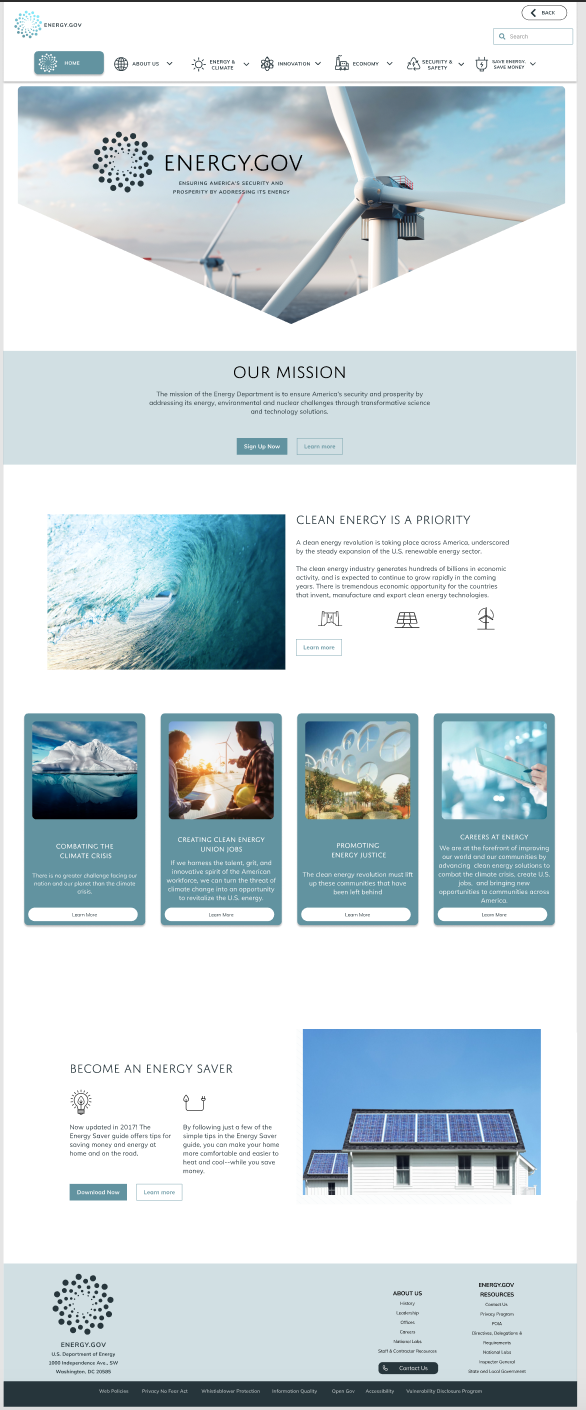 ENERGY.GOV
BACK
Search
HOME
ABOUT US
ENERGY &
CLIMATE
INNOVATION
ECONOMY
SECURITY &
SAFETY
SAVE ENERGY,
SAVE MONEY
ENERGY.GOV
ENSURING AMERICA'S SECURITY AND
PROSPERITY BY ADDRESSING ITS ENERGY
OUR MISSION
The mission of the Energy Department is to ensure America's security and prosperity by
addressing its energy, environmental and nuclear challenges through transformative science
and technology solutions.
Sign Up Now
Learn more
CLEAN ENERGY IS A PRIORITY
A clean energy revolution is taking place across America, underscored
by the steady expansion of the U.S. renewable energy sector.
The clean energy industry generates hundreds of billions in economic
activity, and is expected to continue to grow rapidly in the coming
years. There is tremendous economic opportunity for the countries
that invent, manufacture and export clean energy technologies.
Learn more
COMBATING THE
CLIMATE CRISIS
There is no greater challenge facing our
nation and our planet than the climate
crisis.
Learn More
CREATING CLEAN ENERGY
UNION JOBS
If we harness the talent, grit, and
innovative spirit of the American
workforce, we can turn the threat of
climate change into an opportunity
to revitalize the U.S. energy.
Learn More
PROMOTING
ENERGY JUSTICE
The clean energy revolution must lift
up these communities that have
been left behind
Learn More
CAREERS AT ENERGY
We are at the forefront of improving
our world and our communities by
advancing clean energy solutions to
combat the climate crisis, create U.S.
jobs, and bringing new
opportunities to communities across
America.
Learn More
BECOME AN ENERGY SAVER
Now updated in 2017! The
Energy Saver guide offers tips for
saving money and energy at
home and on the road,
By following just a few of the
simple tips in the Energy Saver
guide, you can make your home
more comfortable and easier to
heat and cool--while you save
money.
Download Now
Learn more
ENERGY.GOV
U.S. Department of Energy
1000 Independence Ave., SW
Washington, DC 20585
ABOUT US
History
Leadership
Offices
Careers
National Labs
Staff & Contractor Resources
Contact Us
ENERGY.GOV
RESOURCES
Contact Us
Privacy Program
FOIA
Directives, Delegations &
Requirements
National Labs
Inspector General
State and Local Government
Web Policies
Privacy No Fear Act
Whistleblower Protection
Information Quality
Open Gov
Accessibility
Vulnerability Disclosure Program